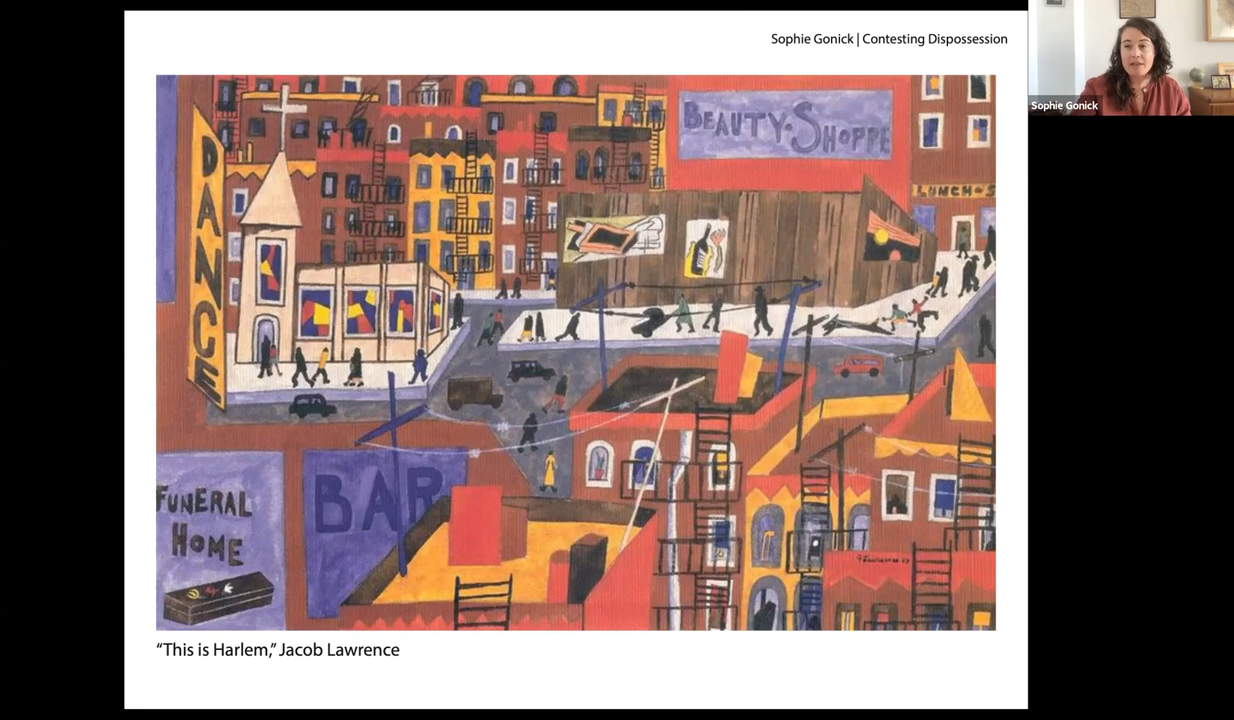 Sophie Gonick | Contesting Dispossession
Sophie Gonick
BEAUTY·SHOPPE
DANCE
LUNCH
FUNERAL
HOME
BAR
"This is Harlem," Jacob Lawrence